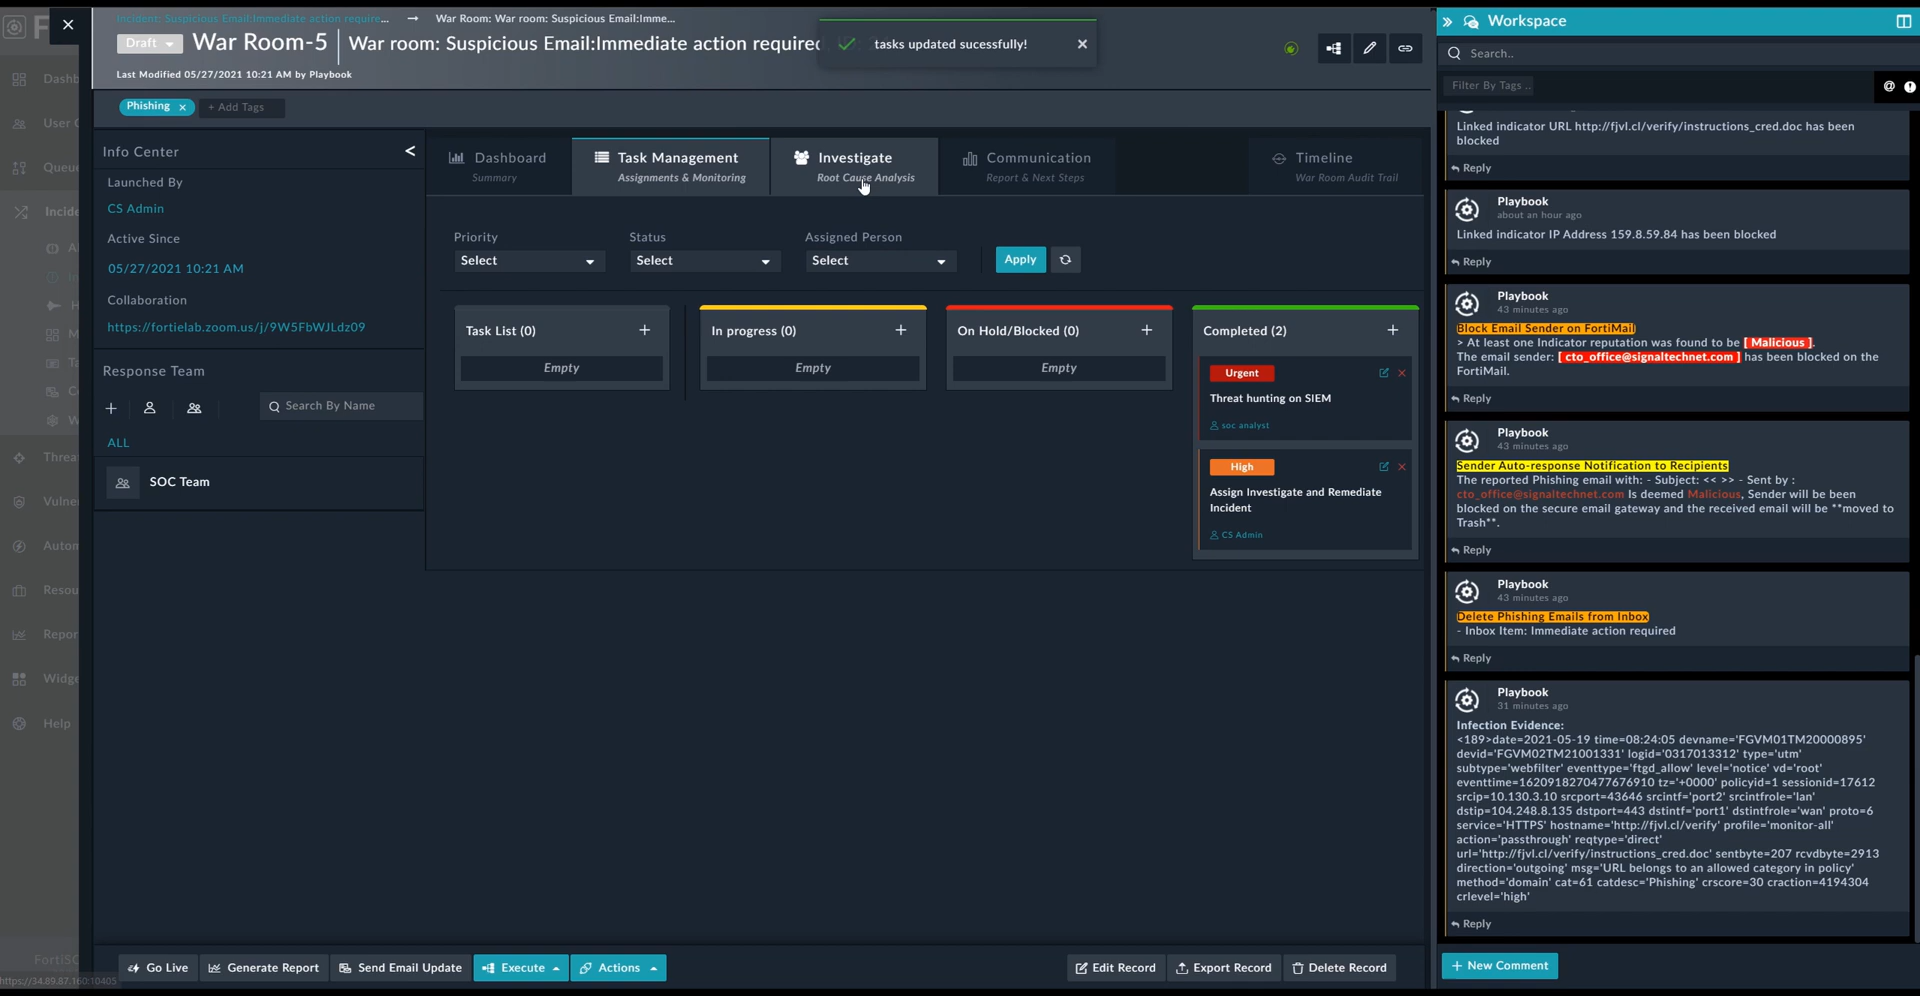 Incident: Suspicious Email:Immediate action require... → War Room: War room: Suspicious Email:Imme...
Draft War Room-5 War room: Suspicious Email:Immediate action required
Last Modified 05/27/2021 10:21 AM by Playbook
tasks updated sucessfully!
Phishing × + Add Tags
Info Center <
Launched By
CS Admin
Active Since
05/27/2021 10:21 AM
Collaboration
https://fortielab.zoom.us/j/9W5FbWJLdz09
Response Team
Search By Name
ALL
SOC Team
Dashboard
Summary
Task Management
Assignments & Monitoring
Investigate
Root Cause Analysis
Communication
Report & Next Steps
Timeline
War Room Audit Trail
Priority
Select
Status
Select
Assigned Person
Select
Apply
Task List (0) +
Empty
In progress (0) +
Empty
On Hold/Blocked (0) +
Empty
Completed (2) +
Urgent
Threat hunting on SIEM
soc analyst
High
Assign Investigate and Remediate
Incident
CS Admin
Go Live
Generate Report
Send Email Update
Execute
Actions
Edit Record
Export Record
Delete Record
Dashb
User
Queu
Incide
Threa
Vulner
Autom
Resou
Repor
Widge
Help
FortiSO
https://34.89.87.160:10405
Workspace
Search..
Filter By Tags ..
Linked indicator URL http://fjvl.cl/verify/instructions_cred.doc has been
blocked
Reply
Playbook
about an hour ago
Linked indicator IP Address 159.8.59.84 has been blocked
Reply
Playbook
43 minutes ago
Block Email Sender on FortiMail
> At least one Indicator reputation was found to be [ Malicious ].
The email sender: [ cto_office@signaltechnet.com ] has been blocked on the
FortiMail.
Reply
Playbook
43 minutes ago
Sender Auto-response Notification to Recipients
The reported Phishing email with: - Subject: << >> - Sent by :
cto_office@signaltechnet.com Is deemed Malicious, Sender will be been
blocked on the secure email gateway and the received email will be **moved to
Trash**.
Reply
Playbook
43 minutes ago
Delete Phishing Emails from Inbox
- Inbox Item: Immediate action required
Reply
Playbook
31 minutes ago
Infection Evidence:
<189>date=2021-05-19 time=08:24:05 devname='FGVM01TM20000895'
devid='FGVM02TM21001331' logid='0317013312' type='utm'
subtype='webfilter' eventtype='ftgd_allow' level='notice' vd='root'
eventtime=1620918270477676910 tz='+0000' policyid=1 sessionid=17612
srcip=10.130.3.10 srcport=43646 srcintf='port2' srcintfrole='lan'
dstip=104.248.8.135 dstport=443 dstintf='port1' dstintfrole='wan' proto=6
service='HTTPS' hostname='http://fjvl.cl/verify' profile='monitor-all'
action='passthrough' reqtype='direct'
url='http://fjvl.cl/verify/instructions_cred.doc' sentbyte=207 rcvdbyte=2913
direction='outgoing' msg='URL belongs to an allowed category in policy'
method='domain' cat=61 catdesc='Phishing' crscore=30 craction=4194304
crlevel='high'
Reply
+ New Comment